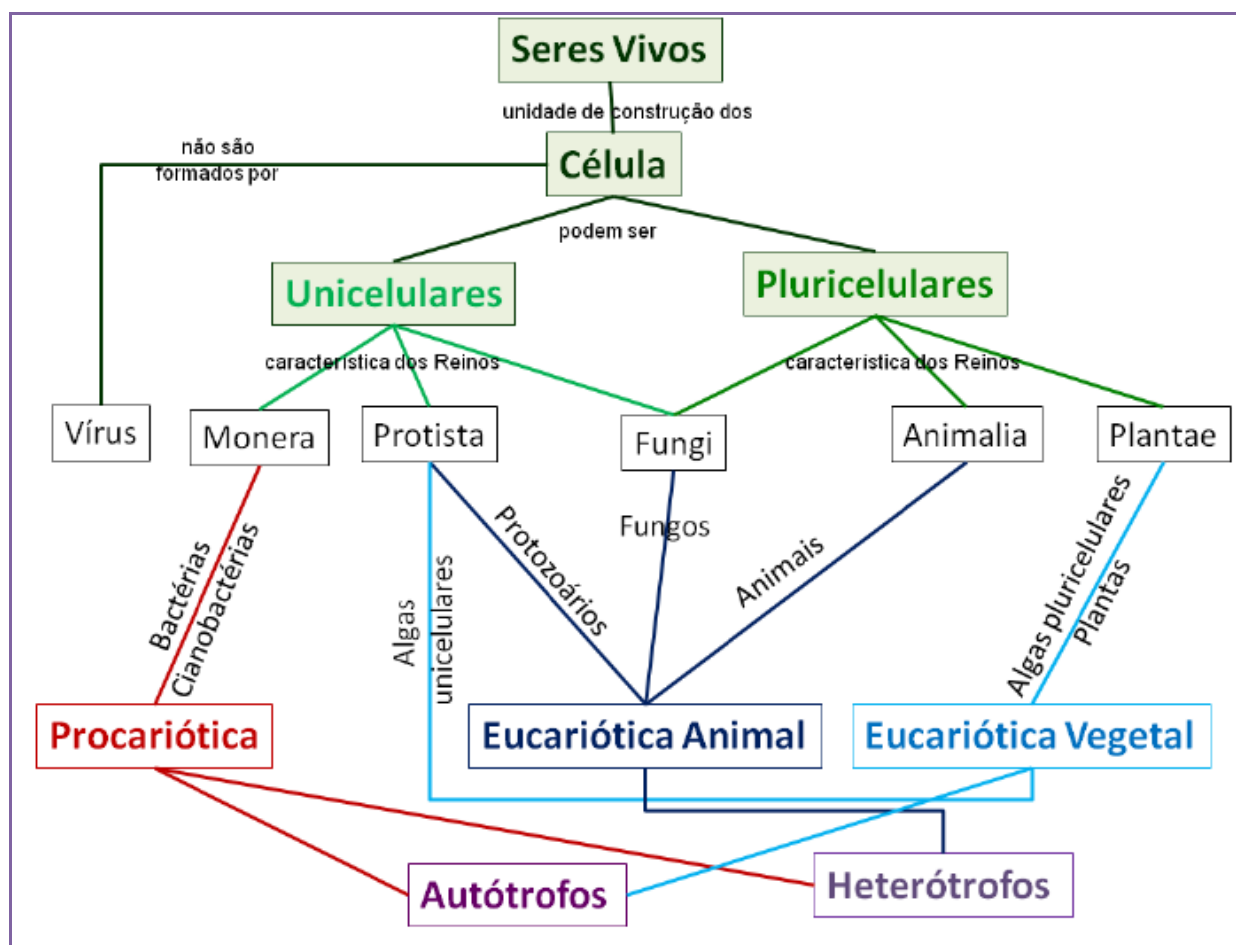 Seres Vivos
unidade de construção dos
Célula
não são
formados por
podem ser
Unicelulares
Pluricelulares
característica dos Reinos
característica dos Reinos
Vírus
Monera
Protista
Fungi
Animalia
Plantae
Bactérias
Cianobactérias
Algas
unicelulares
Protozoários
Fungos
Animais
Algas pluricelulares
Plantas
Procariótica
Eucariótica Animal
Eucariótica Vegetal
Autótrofos
Heterótrofos